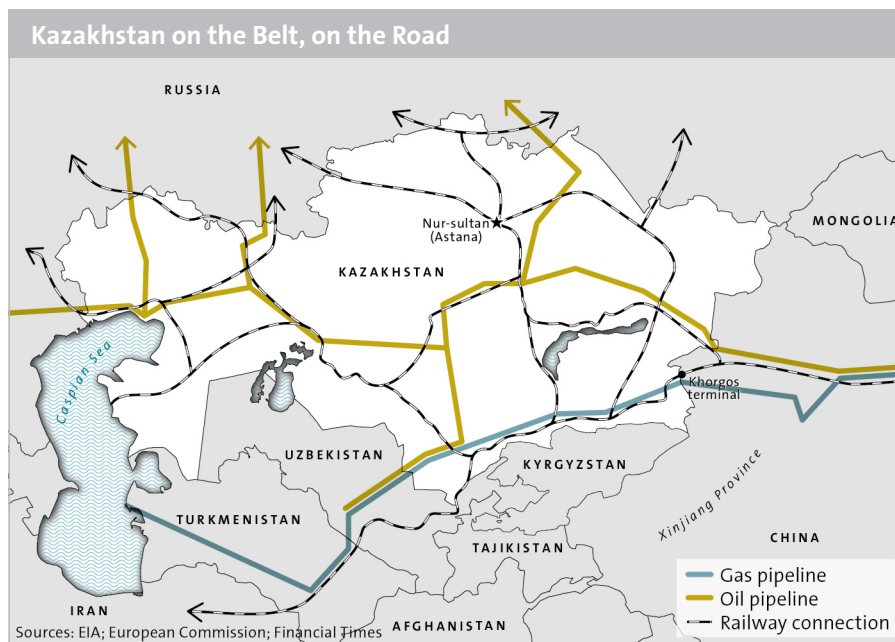 Kazakhstan on the Belt, on the Road
RUSSIA
MONGOLIA
Nur-sultan
(Astana)
KAZAKHSTAN
Caspian Sea
Khorgos
terminal
UZBEKISTAN
KYRGYZSTAN
Xinjiang Province
TURKMENISTAN
CHINA
TAJIKISTAN
Gas pipeline
Oil pipeline
IRAN
AFGHANISTAN
Railway connection
Sources: EIA; European Commission; Financial Times